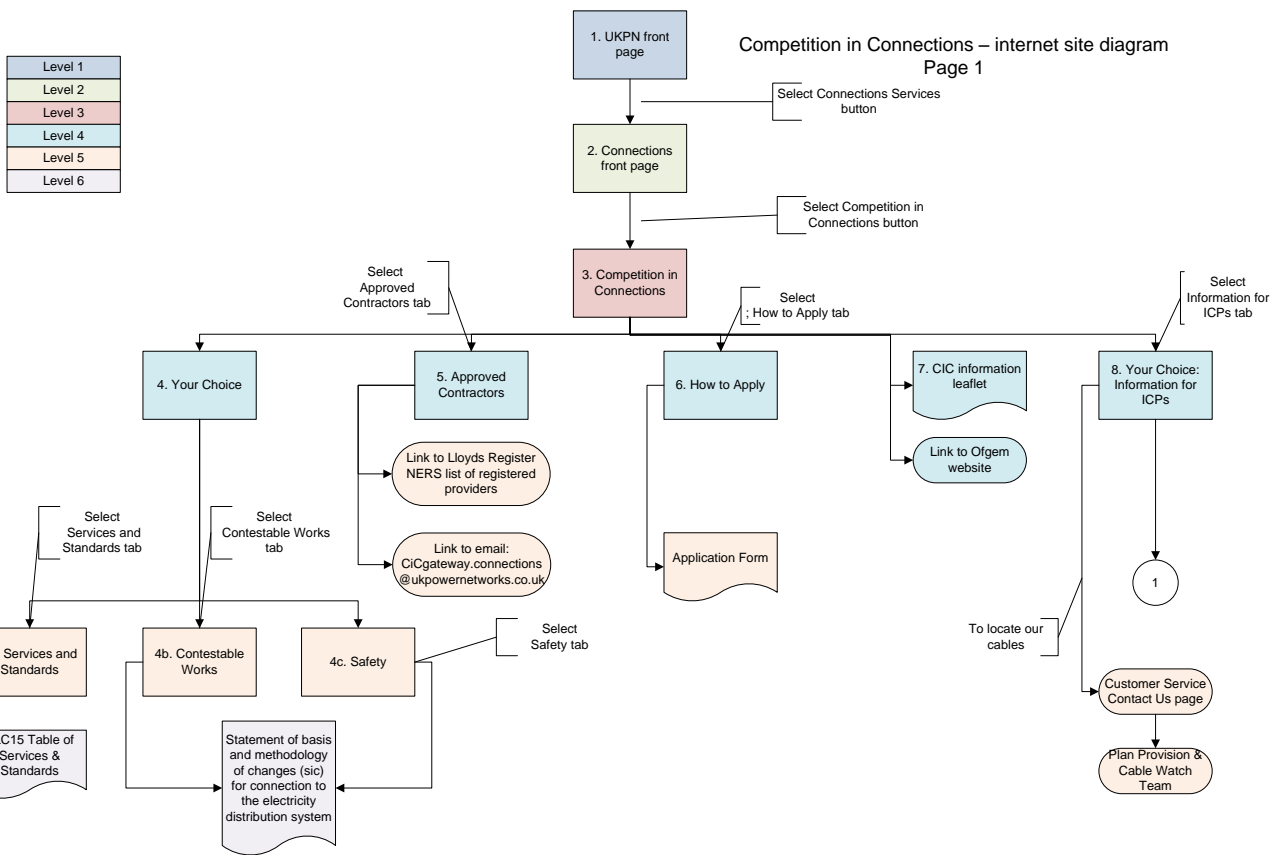 Competition in Connections – internet site diagram
Page 1
Level 1
Level 2
Level 3
Level 4
Level 5
Level 6
1. UKPN front
page
Select Connections Services
button
2. Connections
front page
Select Competition in
Connections button
3. Competition in
Connections
Select
Approved
Contractors tab
Select
; How to Apply tab
Select
Information for
ICPs tab
4. Your Choice
5. Approved
Contractors
6. How to Apply
7. CIC information
leaflet
8. Your Choice:
Information for
ICPs
Link to Lloyds Register
NERS list of registered
providers
Link to Ofgem
website
Select
Services and
Standards tab
Select
Contestable Works
tab
Link to email:
CiCgateway.connections
@ukpowernetworks.co.uk
Application Form
1
Services and
Standards
4b. Contestable
Works
4c. Safety
Select
Safety tab
To locate our
cables
Customer Service
Contact Us page
C15 Table of
Services &
Standards
Statement of basis
and methodology
of changes (sic)
for connection to
the electricity
distribution system
Plan Provision &
Cable Watch
Team